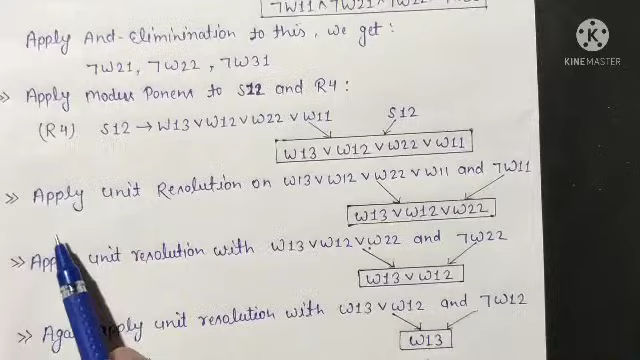 Apply And-Eliminination to this, we get:
¬W21, ¬W22, ¬W31
>> Apply Modus Ponens to S12 and R4:
(R4) S12 → W13 ∨ W12 ∨ W22 ∨ W11 S12
W13 ∨ W12 ∨ W22 ∨ W11
>> Apply unit Resolution on W13 ∨ W12 ∨ W22 ∨ W11 and ¬W11
W13 ∨ W12 ∨ W22
>> Apply unit resolution with W13 ∨ W12 ∨ W22 and ¬W22
W13 ∨ W12
>> Again apply unit resolution with W13 ∨ W12 and ¬W12
W13
KINEMASTER